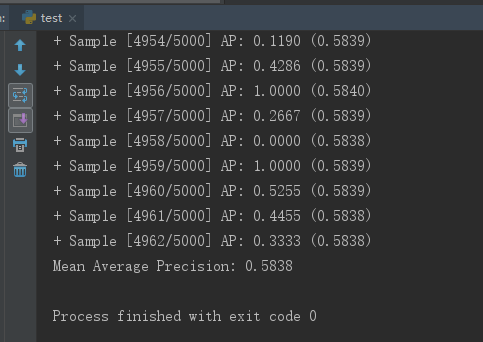 test
+ Sample [4954/5000] AP: 0.1190 (0.5839)
+ Sample [4955/5000] AP: 0.4286 (0.5839)
+ Sample [4956/5000] AP: 1.0000 (0.5840)
+ Sample [4957/5000] AP: 0.2667 (0.5839)
+ Sample [4958/5000] AP: 0.0000 (0.5838)
+ Sample [4959/5000] AP: 1.0000 (0.5839)
+ Sample [4960/5000] AP: 0.5255 (0.5839)
+ Sample [4961/5000] AP: 0.4455 (0.5838)
+ Sample [4962/5000] AP: 0.3333 (0.5838)
Mean Average Precision: 0.5838
Process finished with exit code 0